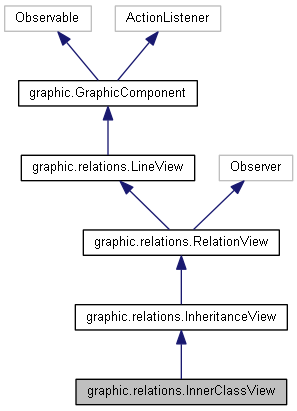 Observable
ActionListener
graphic.GraphicComponent
graphic.relations.LineView
Observer
graphic.relations.RelationView
graphic.relations.InheritanceView
graphic.relations.InnerClassView